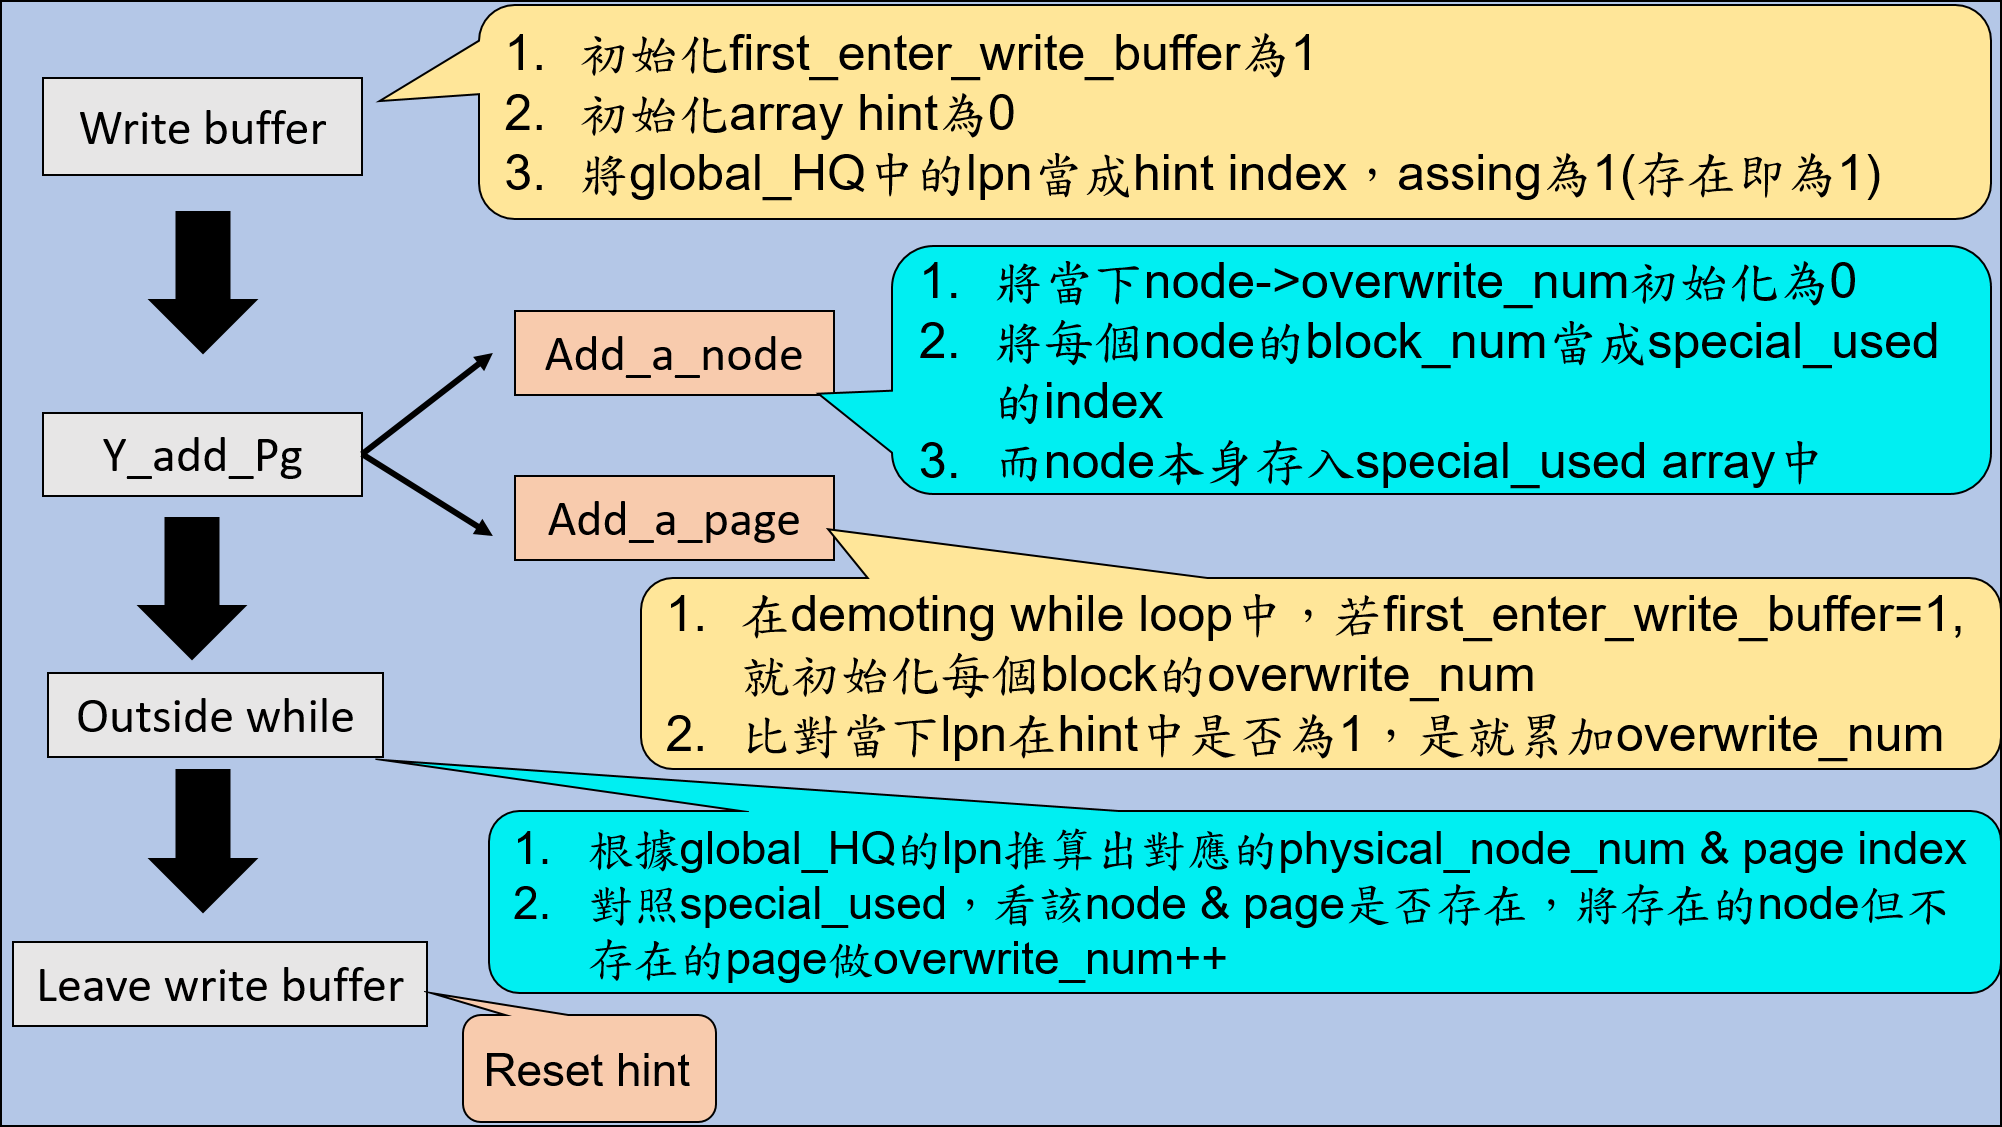 Write buffer
1. 初始化first_enter_write_buffer為1
2. 初始化array hint為0
3. 將global_HQ中的lpn當成hint index，assing為1(存在即為1)
Y_add_Pg
Add_a_node
1. 將當下node->overwrite_num初始化為0
2. 將每個node的block_num當成special_used
的index
3. 而node本身存入special_used array中
Add_a_page
1. 在demoting while loop中，若first_enter_write_buffer=1,
就初始化每個block的overwrite_num
2. 比對當下lpn在hint中是否為1，是就累加overwrite_num
Outside while
1. 根據global_HQ的lpn推算出對應的physical_node_num & page index
2. 對照special_used，看該node & page是否存在，將存在的node但不
存在的page做overwrite_num++
Leave write buffer
Reset hint